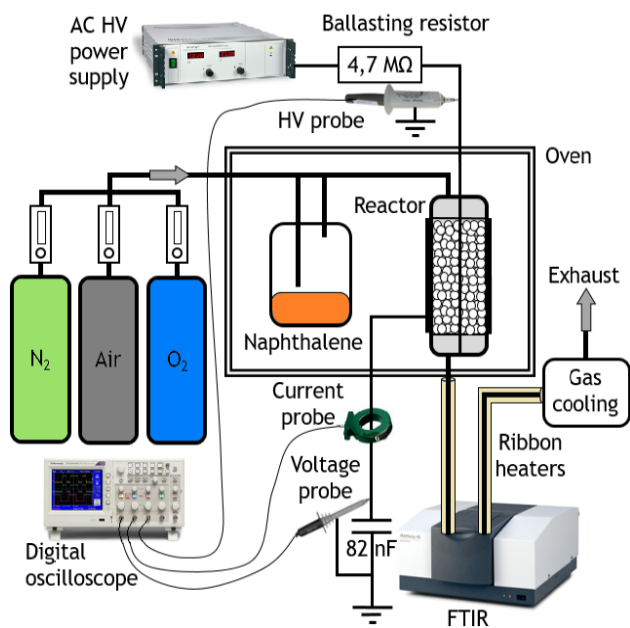 AC HV
power
supply
Ballasting resistor
4,7 MΩ
HV probe
Oven
Reactor
Exhaust
Naphthalene
N2
Air
O2
Gas
cooling
Current
probe
Ribbon
heaters
Voltage
probe
82 nF
Digital
oscilloscope
FTIR